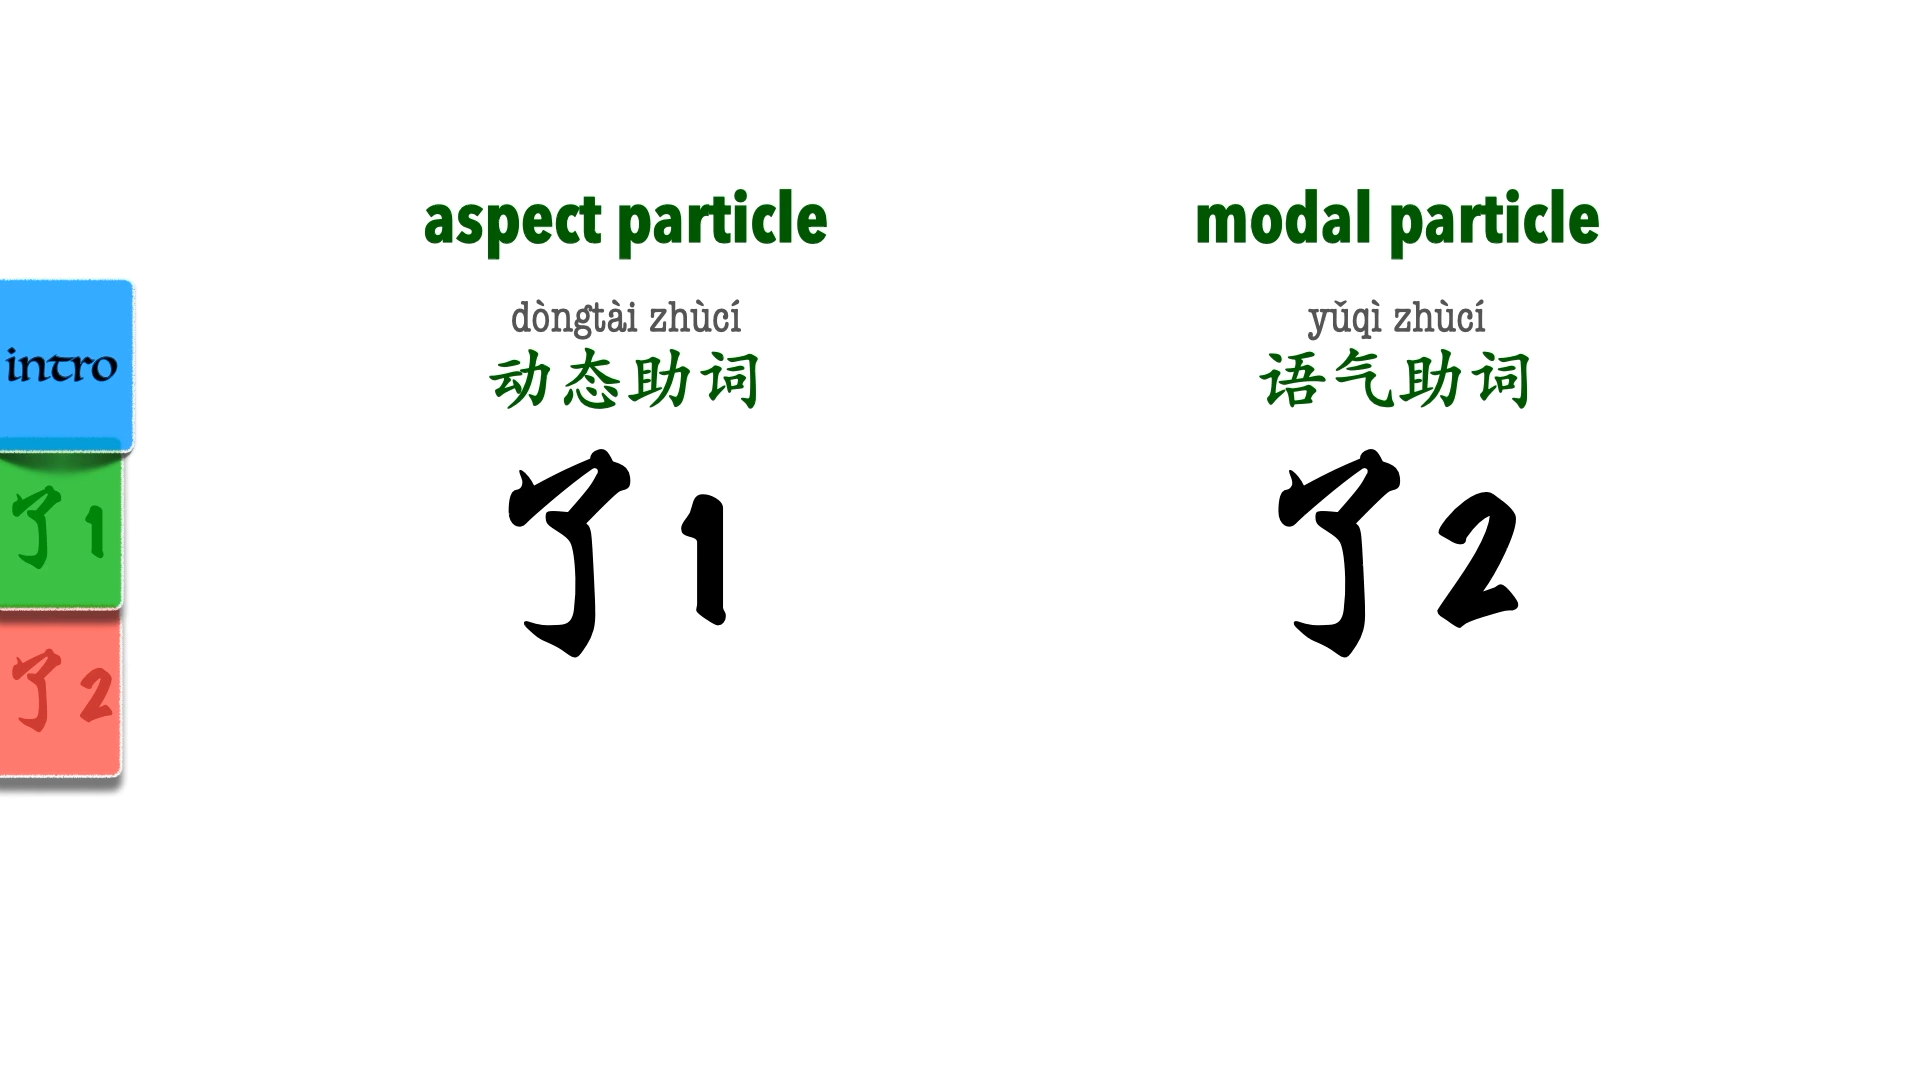 intro
了1
了2
aspect particle
dòngtài zhùcí
动态助词
了1
modal particle
yǔqì zhùcí
语气助词
了2